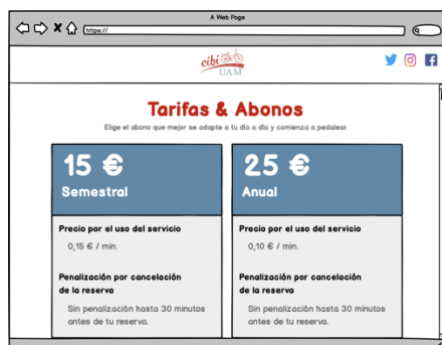 A Web Page
https://
cibi
UAM
Tarifas & Abonos
Elige el abono que mejor se adapte a tu día a día y comienza a pedalear
15 €
Semestral
Precio por el uso del servicio
0,15 € / min.
Penalización por cancelación
de la reserva
Sin penalización hasta 30 minutos
antes de tu reserva.
25 €
Anual
Precio por el uso del servicio
0,10 € / min.
Penalización por cancelación
de la reserva
Sin penalización hasta 30 minutos
antes de tu reserva.